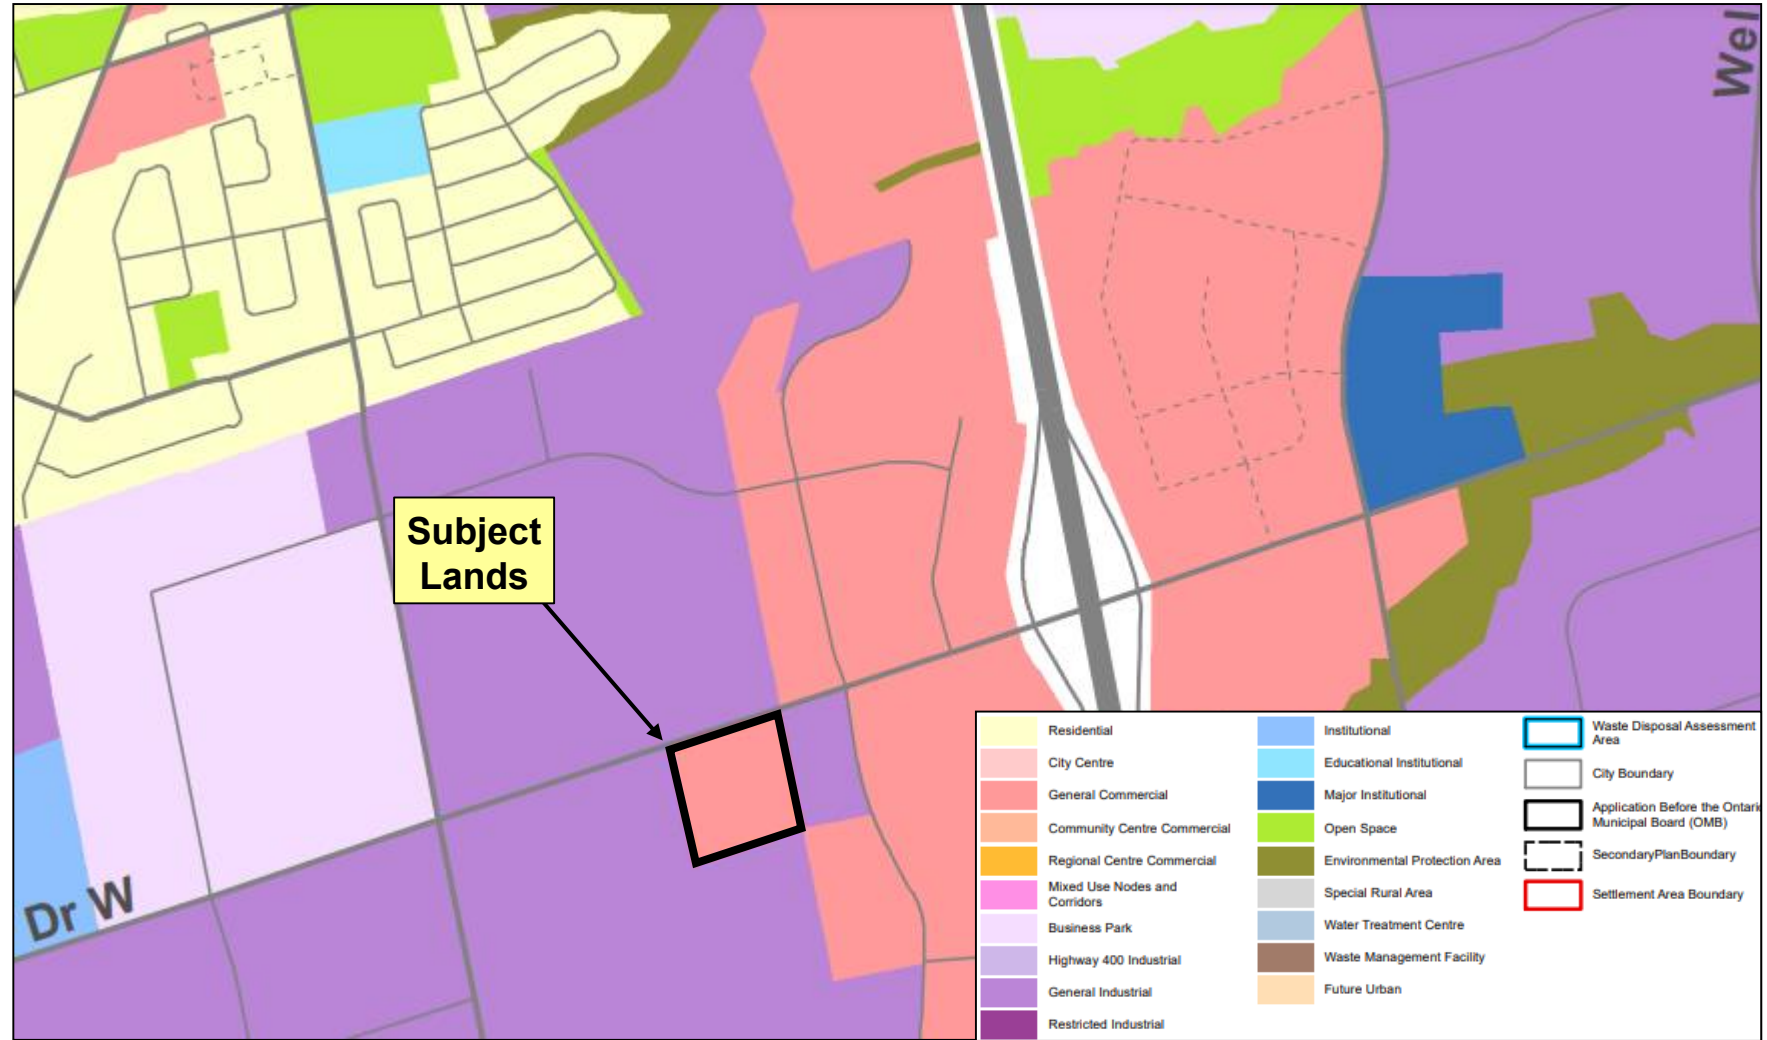 Wel
Subject
Lands
Dr W
Residential
City Centre
General Commercial
Community Centre Commercial
Regional Centre Commercial
Mixed Use Nodes and
Corridors
Business Park
Highway 400 Industrial
General Industrial
Restricted Industrial
Institutional
Educational Institutional
Major Institutional
Open Space
Environmental Protection Area
Special Rural Area
Water Treatment Centre
Waste Management Facility
Future Urban
Waste Disposal Assessment
Area
City Boundary
Application Before the Ontari
Municipal Board (OMB)
SecondaryPlanBoundary
Settlement Area Boundary